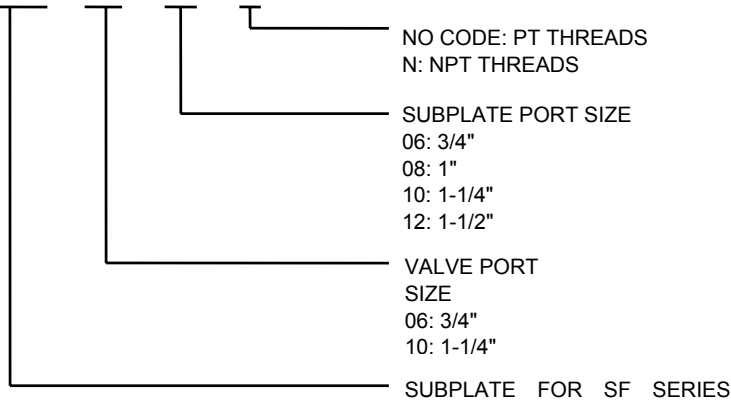 NO CODE: PT THREADS
N: NPT THREADS
SUBPLATE PORT SIZE
06: 3/4"
08: 1"
10: 1-1/4"
12: 1-1/2"
VALVE PORT
SIZE
06: 3/4"
10: 1-1/4"
SUBPLATE FOR SF SERIES